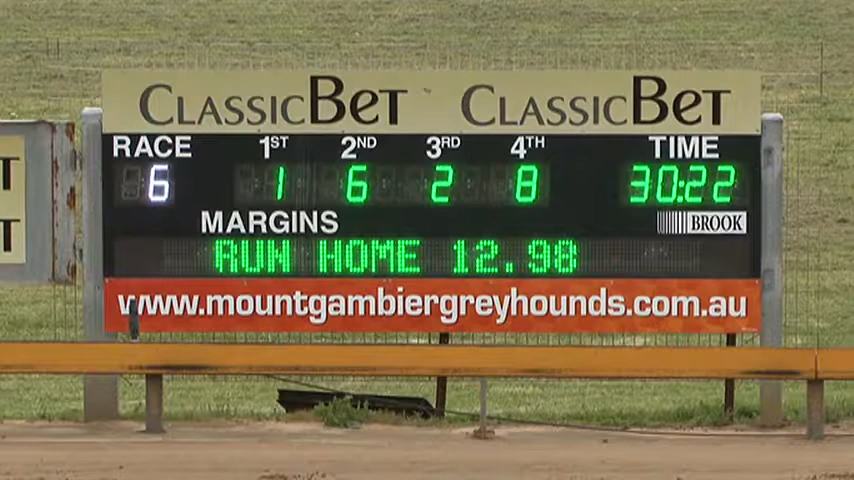 CLASSICBET CLASSICBET
RACE 1ST 2ND 3RD 4TH TIME
6 1 6 2 8 30:22
MARGINS BROOK
RUN HOME 12.90
www.mountgambiergreyhounds.com.au